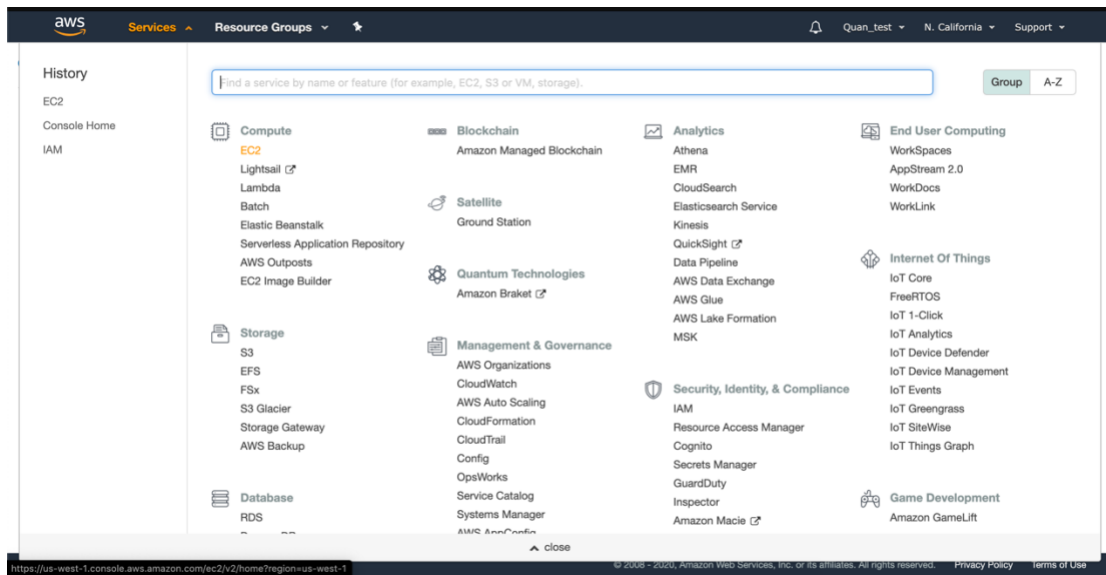 aws Services Resource Groups Quan_test N. California Support
History
EC2
Console Home
IAM
Find a service by name or feature (for example, EC2, S3 or VM, storage).
Group A-Z
Compute
EC2
Lightsail
Lambda
Batch
Elastic Beanstalk
Serverless Application Repository
AWS Outposts
EC2 Image Builder
Storage
S3
EFS
FSx
S3 Glacier
Storage Gateway
AWS Backup
Database
RDS
Blockchain
Amazon Managed Blockchain
Satellite
Ground Station
Quantum Technologies
Amazon Braket
Management & Governance
AWS Organizations
CloudWatch
AWS Auto Scaling
CloudFormation
CloudTrail
Config
OpsWorks
Service Catalog
Systems Manager
AWS AppConfig
Analytics
Athena
EMR
CloudSearch
Elasticsearch Service
Kinesis
QuickSight
Data Pipeline
AWS Data Exchange
AWS Glue
AWS Lake Formation
MSK
Security, Identity, & Compliance
IAM
Resource Access Manager
Cognito
Secrets Manager
GuardDuty
Inspector
Amazon Macie
End User Computing
WorkSpaces
AppStream 2.0
WorkDocs
WorkLink
Internet Of Things
IoT Core
FreeRTOS
IoT 1-Click
IoT Analytics
IoT Device Defender
IoT Device Management
IoT Events
IoT Greengrass
IoT SiteWise
IoT Things Graph
Game Development
Amazon GameLift
close
https://us-west-1.console.aws.amazon.com/ec2/v2/home?region=us-west-1
© 2008 - 2020, Amazon Web Services, Inc. or its affiliates. All rights reserved. Privacy Policy Terms of Use